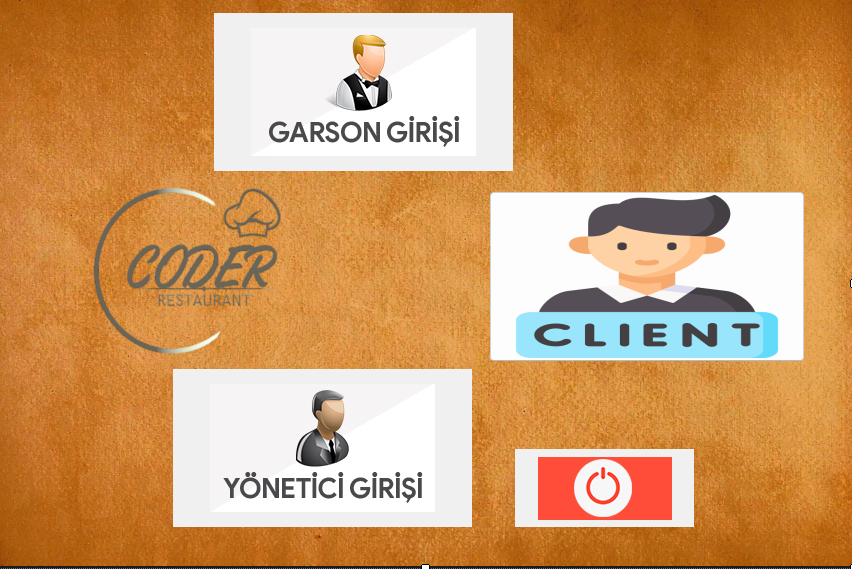 GARSON GİRİŞİ
CODER
RESTAURANT
CLIENT
YÖNETİCİ GİRİŞİ